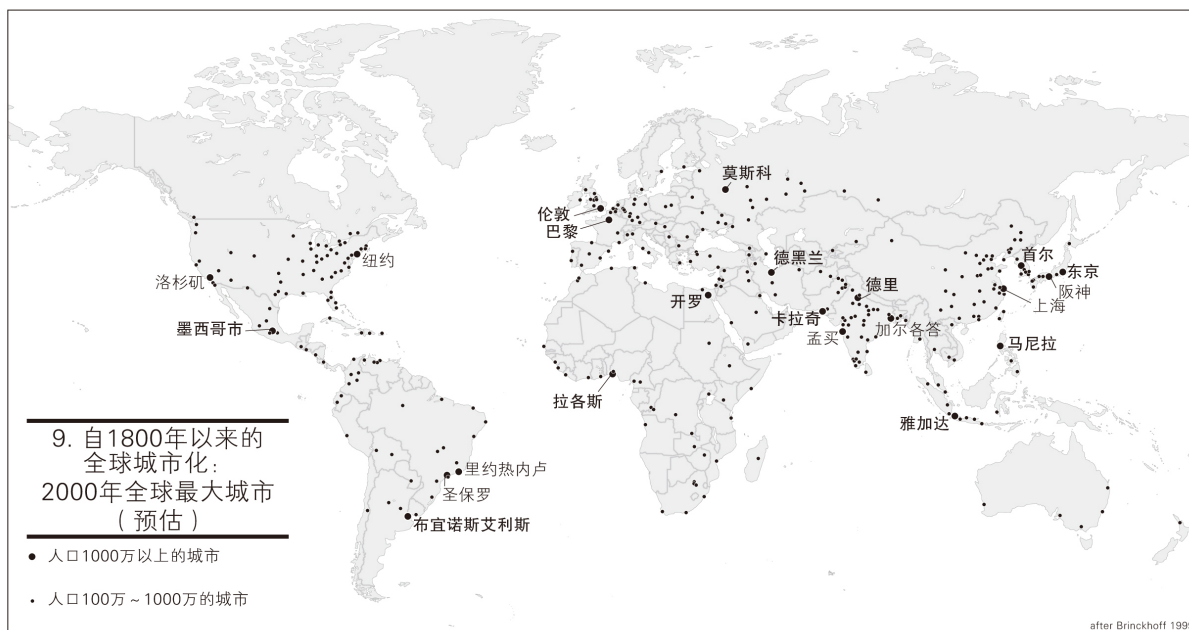 莫斯科
伦敦
巴黎
纽约
洛杉矶
墨西哥市
德黑兰
首尔
东京
阪神
上海
德里
开罗
卡拉奇
孟买
加尔各答
马尼拉
拉各斯
雅加达
里约热内卢
圣保罗
布宜诺斯艾利斯
9. 自1800年以来的
全球城市化:
2000年全球最大城市
（预估）
人口1000万以上的城市
人口100万~1000万的城市
after Brinckhoff 1999